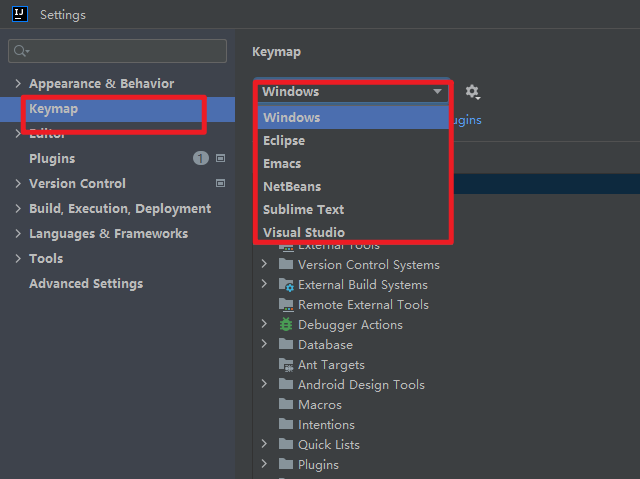 IJ
Settings
Appearance & Behavior
Keymap
Editor
Plugins
1
Version Control
Build, Execution, Deployment
Languages & Frameworks
Tools
Advanced Settings
Keymap
Windows
Windows
ugins
Eclipse
Emacs
NetBeans
Sublime Text
Visual Studio
External Tools
Version Control Systems
External Build Systems
Remote External Tools
Debugger Actions
Database
Ant Targets
Android Design Tools
Macros
Intentions
Quick Lists
Plugins